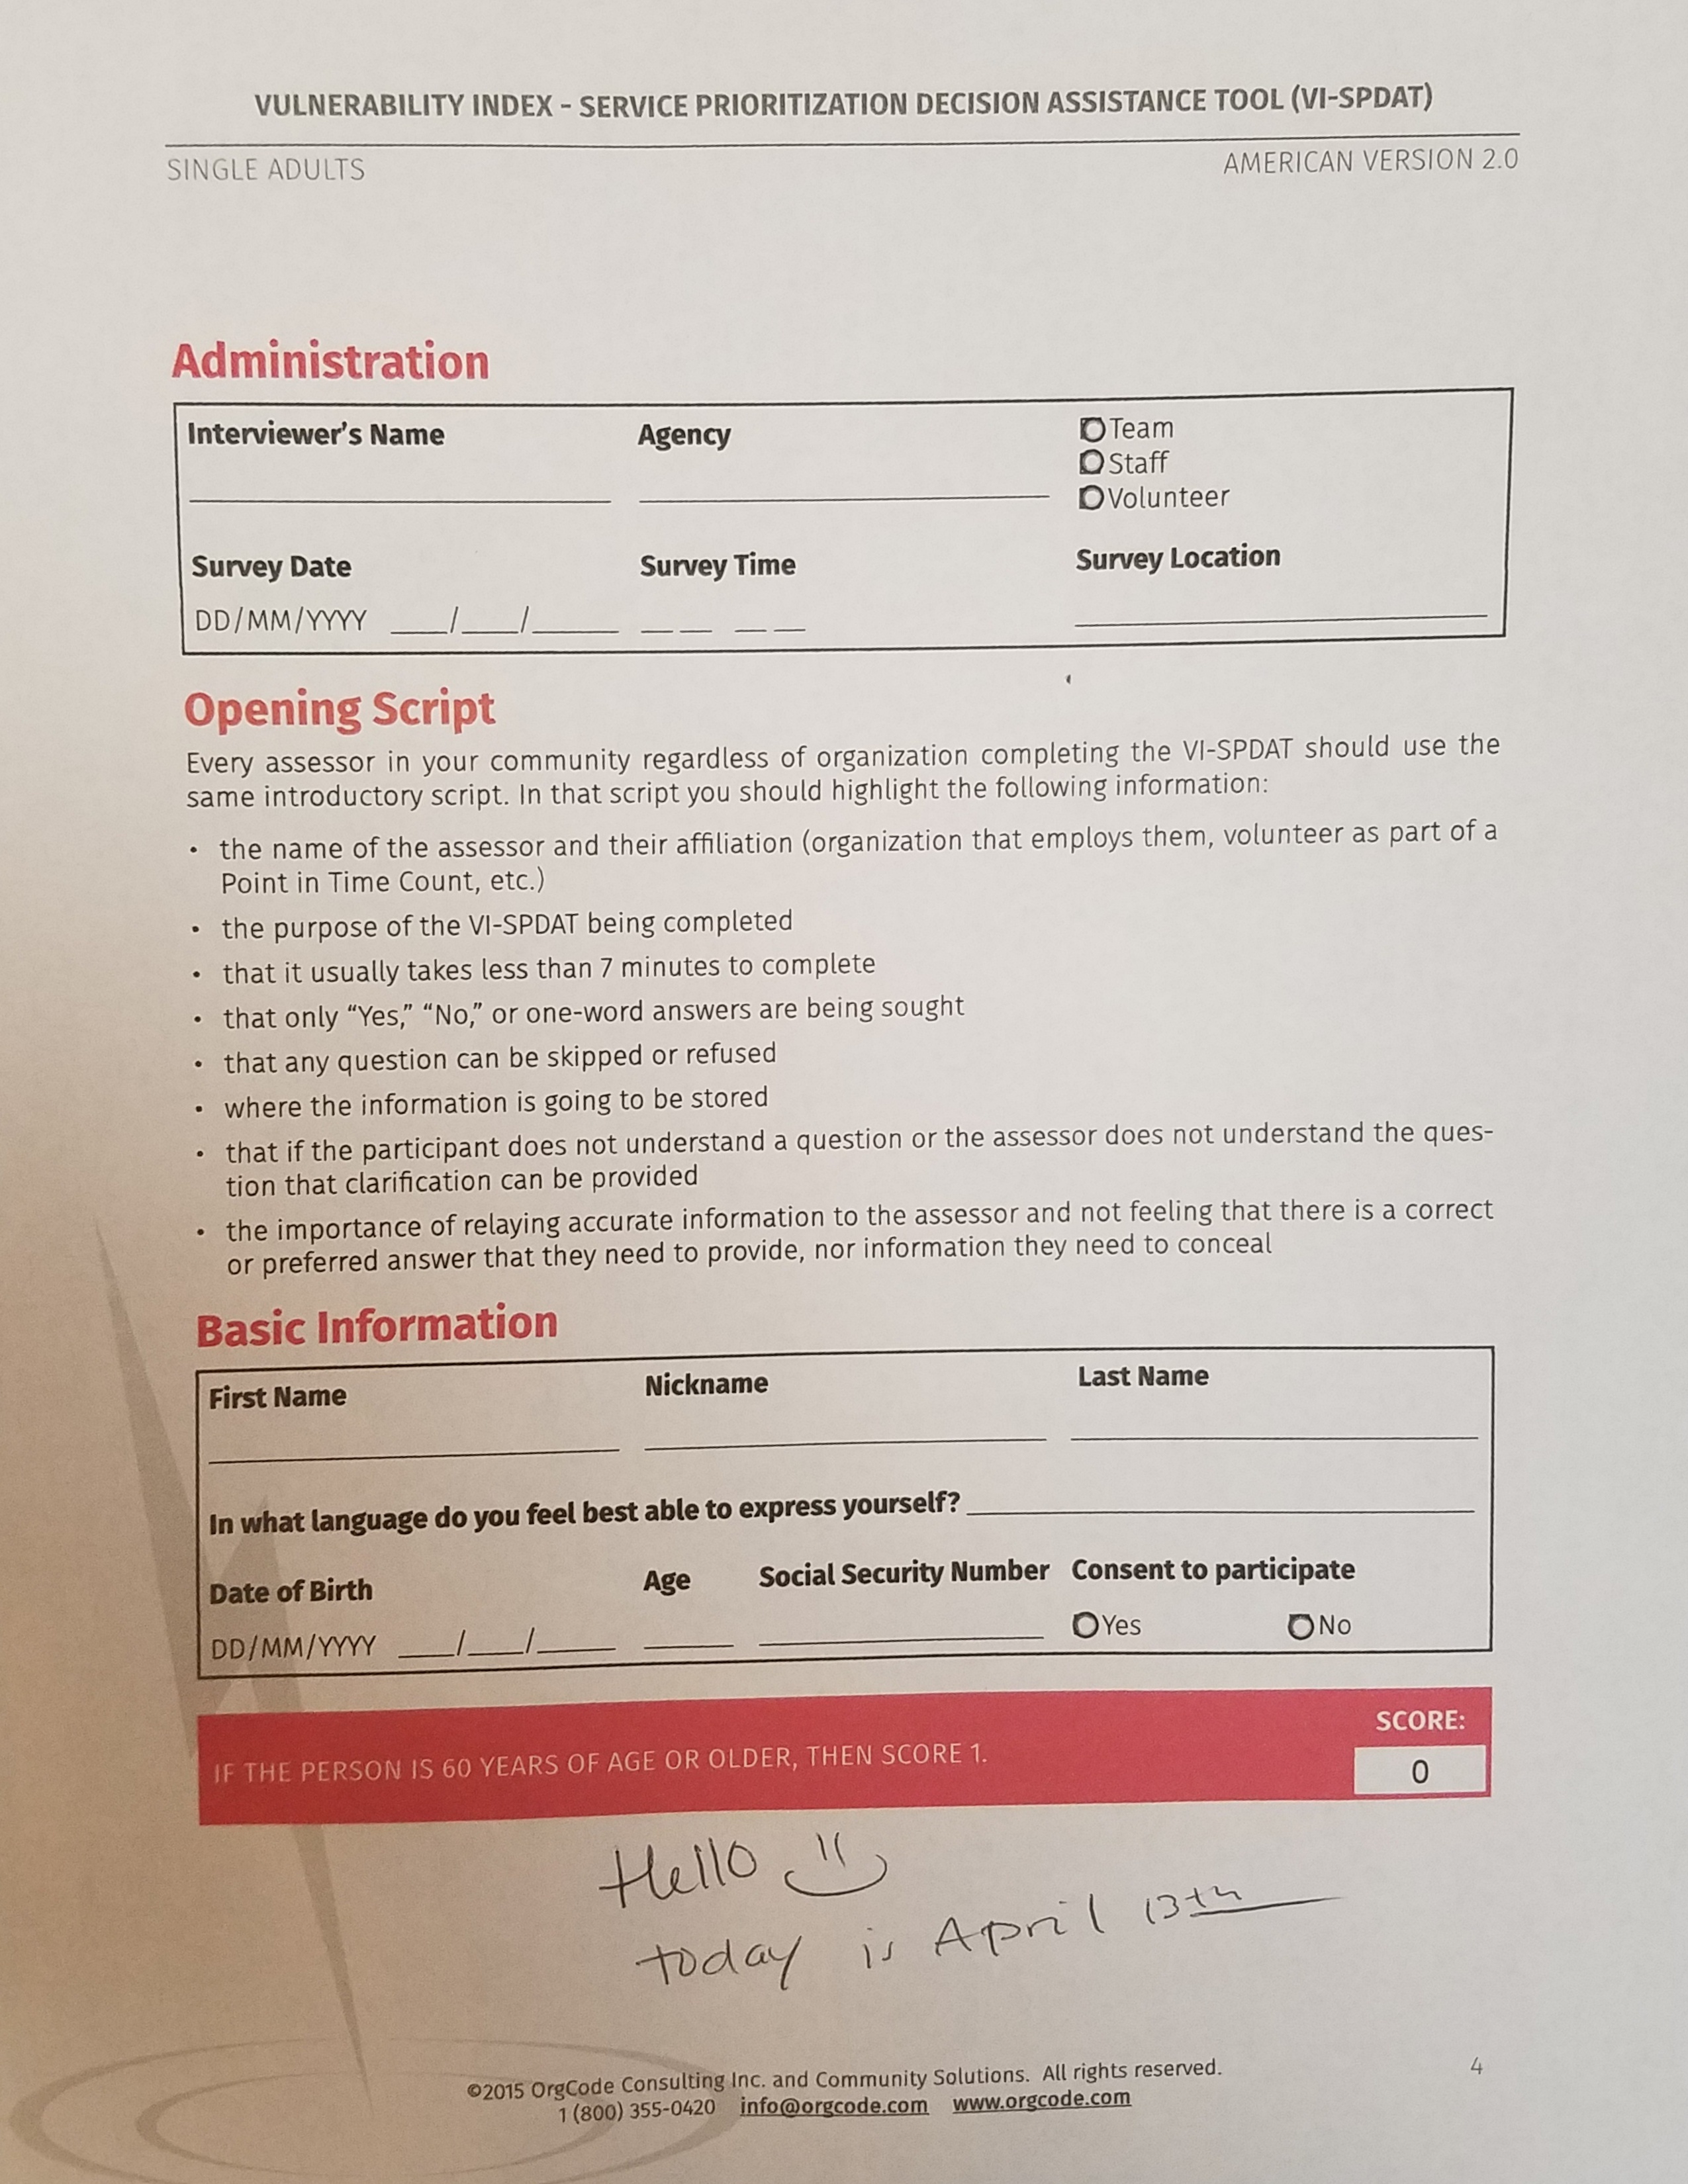 VULNERABILITY INDEX - SERVICE PRIORITIZATION DECISION ASSISTANCE TOOL (VI-SPDAT)
SINGLE ADULTS AMERICAN VERSION 2.0
Administration
Interviewer's Name Agency Team
Staff
Volunteer
Survey Date Survey Time Survey Location
DD/MM/YYYY ___/___/_____ __ __ __ __
Opening Script
Every assessor in your community regardless of organization completing the VI-SPDAT should use the
same introductory script. In that script you should highlight the following information:
• the name of the assessor and their affiliation (organization that employs them, volunteer as part of a
Point in Time Count, etc.)
• the purpose of the VI-SPDAT being completed
• that it usually takes less than 7 minutes to complete
• that only “Yes,” “No,” or one-word answers are being sought
• that any question can be skipped or refused
• where the information is going to be stored
• that if the participant does not understand a question or the assessor does not understand the ques-
tion that clarification can be provided
• the importance of relaying accurate information to the assessor and not feeling that there is a correct
or preferred answer that they need to provide, nor information they need to conceal
Basic Information
First Name Nickname Last Name
In what language do you feel best able to express yourself?
Date of Birth Age Social Security Number Consent to participate
DD/MM/YYYY ___/___/_____ Yes No
SCORE:
IF THE PERSON IS 60 YEARS OF AGE OR OLDER, THEN SCORE 1.
0
Hello
today is April 13th
©2015 OrgCode Consulting Inc. and Community Solutions. All rights reserved. 4
1 (800) 355-0420 info@orgcode.com www.orgcode.com